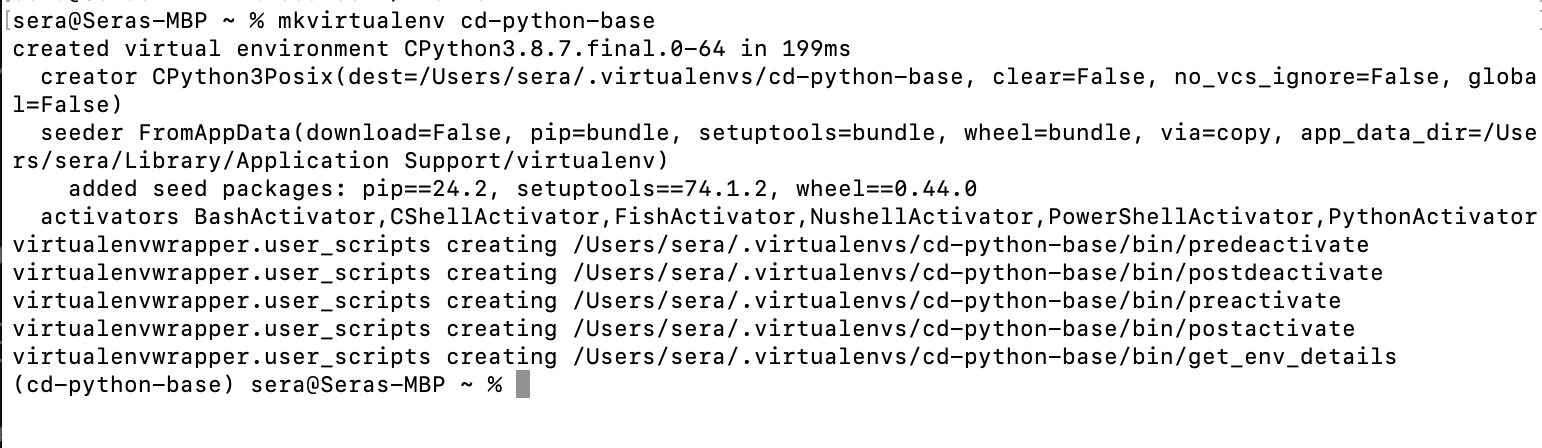 [sera@Seras-MBP ~ % mkvirtualenv cd-python-base
created virtual environment CPython3.8.7.final.0-64 in 199ms
  creator CPython3Posix(dest=/Users/sera/.virtualenvs/cd-python-base, clear=False, no_vcs_ignore=False, globa
l=False)
  seeder FromAppData(download=False, pip=bundle, setuptools=bundle, wheel=bundle, via=copy, app_data_dir=/Use
rs/sera/Library/Application Support/virtualenv)
    added seed packages: pip==24.2, setuptools==74.1.2, wheel==0.44.0
  activators BashActivator,CShellActivator,FishActivator,NushellActivator,PowerShellActivator,PythonActivator
virtualenvwrapper.user_scripts creating /Users/sera/.virtualenvs/cd-python-base/bin/predeactivate
virtualenvwrapper.user_scripts creating /Users/sera/.virtualenvs/cd-python-base/bin/postdeactivate
virtualenvwrapper.user_scripts creating /Users/sera/.virtualenvs/cd-python-base/bin/preactivate
virtualenvwrapper.user_scripts creating /Users/sera/.virtualenvs/cd-python-base/bin/postactivate
virtualenvwrapper.user_scripts creating /Users/sera/.virtualenvs/cd-python-base/bin/get_env_details
(cd-python-base) sera@Seras-MBP ~ %